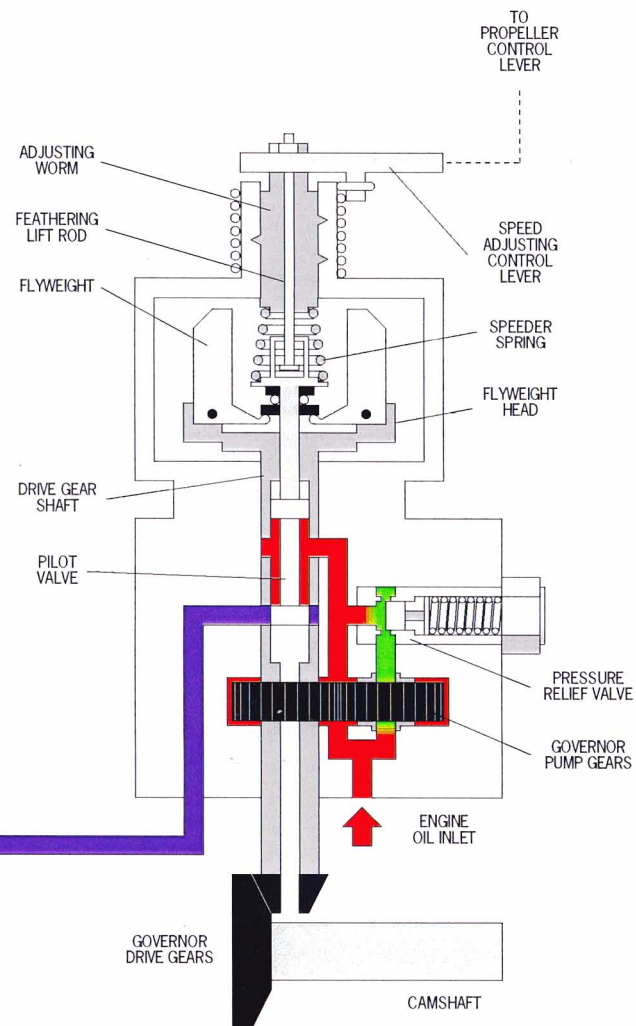 TO
PROPELLER
CONTROL
LEVER
ADJUSTING
WORM
FEATHERING
LIFT ROD
FLYWEIGHT
SPEED
ADJUSTING
CONTROL
LEVER
SPEEDER
SPRING
FLYWEIGHT
HEAD
DRIVE GEAR
SHAFT
PILOT
VALVE
PRESSURE
RELIEF VALVE
GOVERNOR
PUMP GEARS
ENGINE
OIL INLET
GOVERNOR
DRIVE GEARS
CAMSHAFT